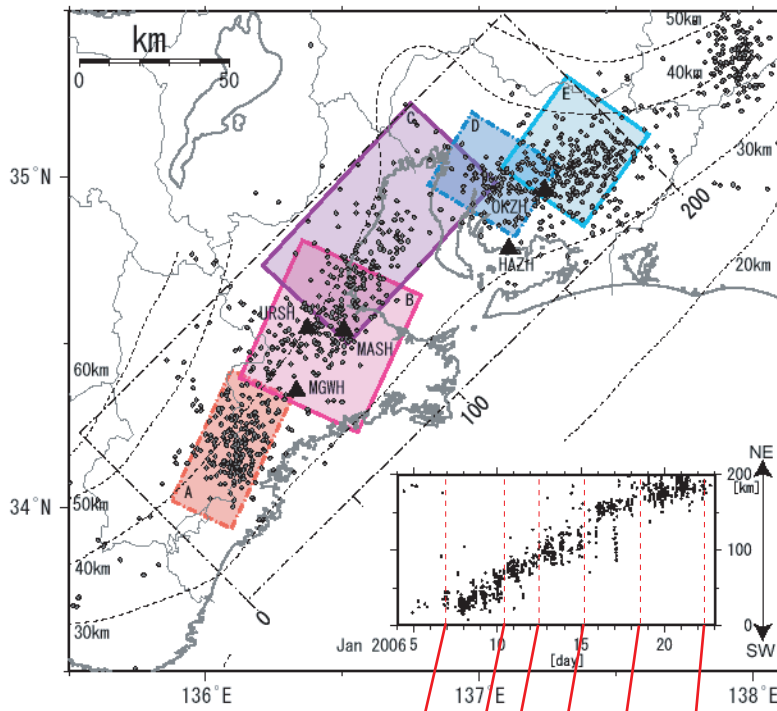 km
0 50
50km
40km
30km
20km
35°N
34°N
60km
50km
40km
30km
136°E
137°E
138°E
A
B
C
D
E
OKZH
HAZH
URSH
MASH
MGWH
0
100
200
NE
200
[km]
100
0
SW
Jan 2006 5 10 15 20
[day]